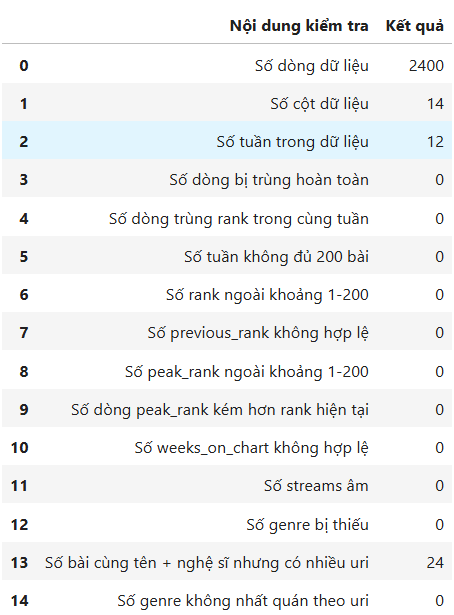 Nội dung kiểm tra Kết quả
0 Số dòng dữ liệu 2400
1 Số cột dữ liệu 14
2 Số tuần trong dữ liệu 12
3 Số dòng bị trùng hoàn toàn 0
4 Số dòng trùng rank trong cùng tuần 0
5 Số tuần không đủ 200 bài 0
6 Số rank ngoài khoảng 1-200 0
7 Số previous_rank không hợp lệ 0
8 Số peak_rank ngoài khoảng 1-200 0
9 Số dòng peak_rank kém hơn rank hiện tại 0
10 Số weeks_on_chart không hợp lệ 0
11 Số streams âm 0
12 Số genre bị thiếu 0
13 Số bài cùng tên + nghệ sĩ nhưng có nhiều uri 24
14 Số genre không nhất quán theo uri 0